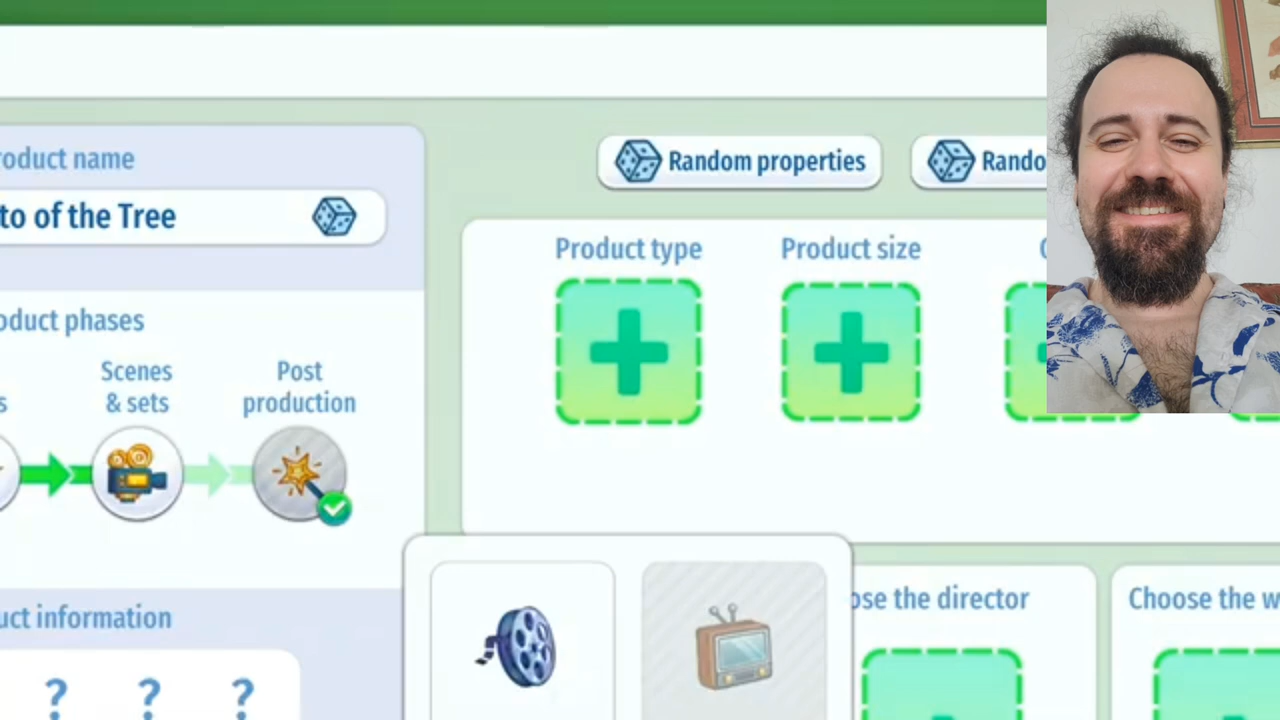 roduct name
to of the Tree
oduct phases
Scenes
& sets
Post
production
uct information
? ? ?
Random properties
Rando
Product type
Product size
ose the director
Choose the w